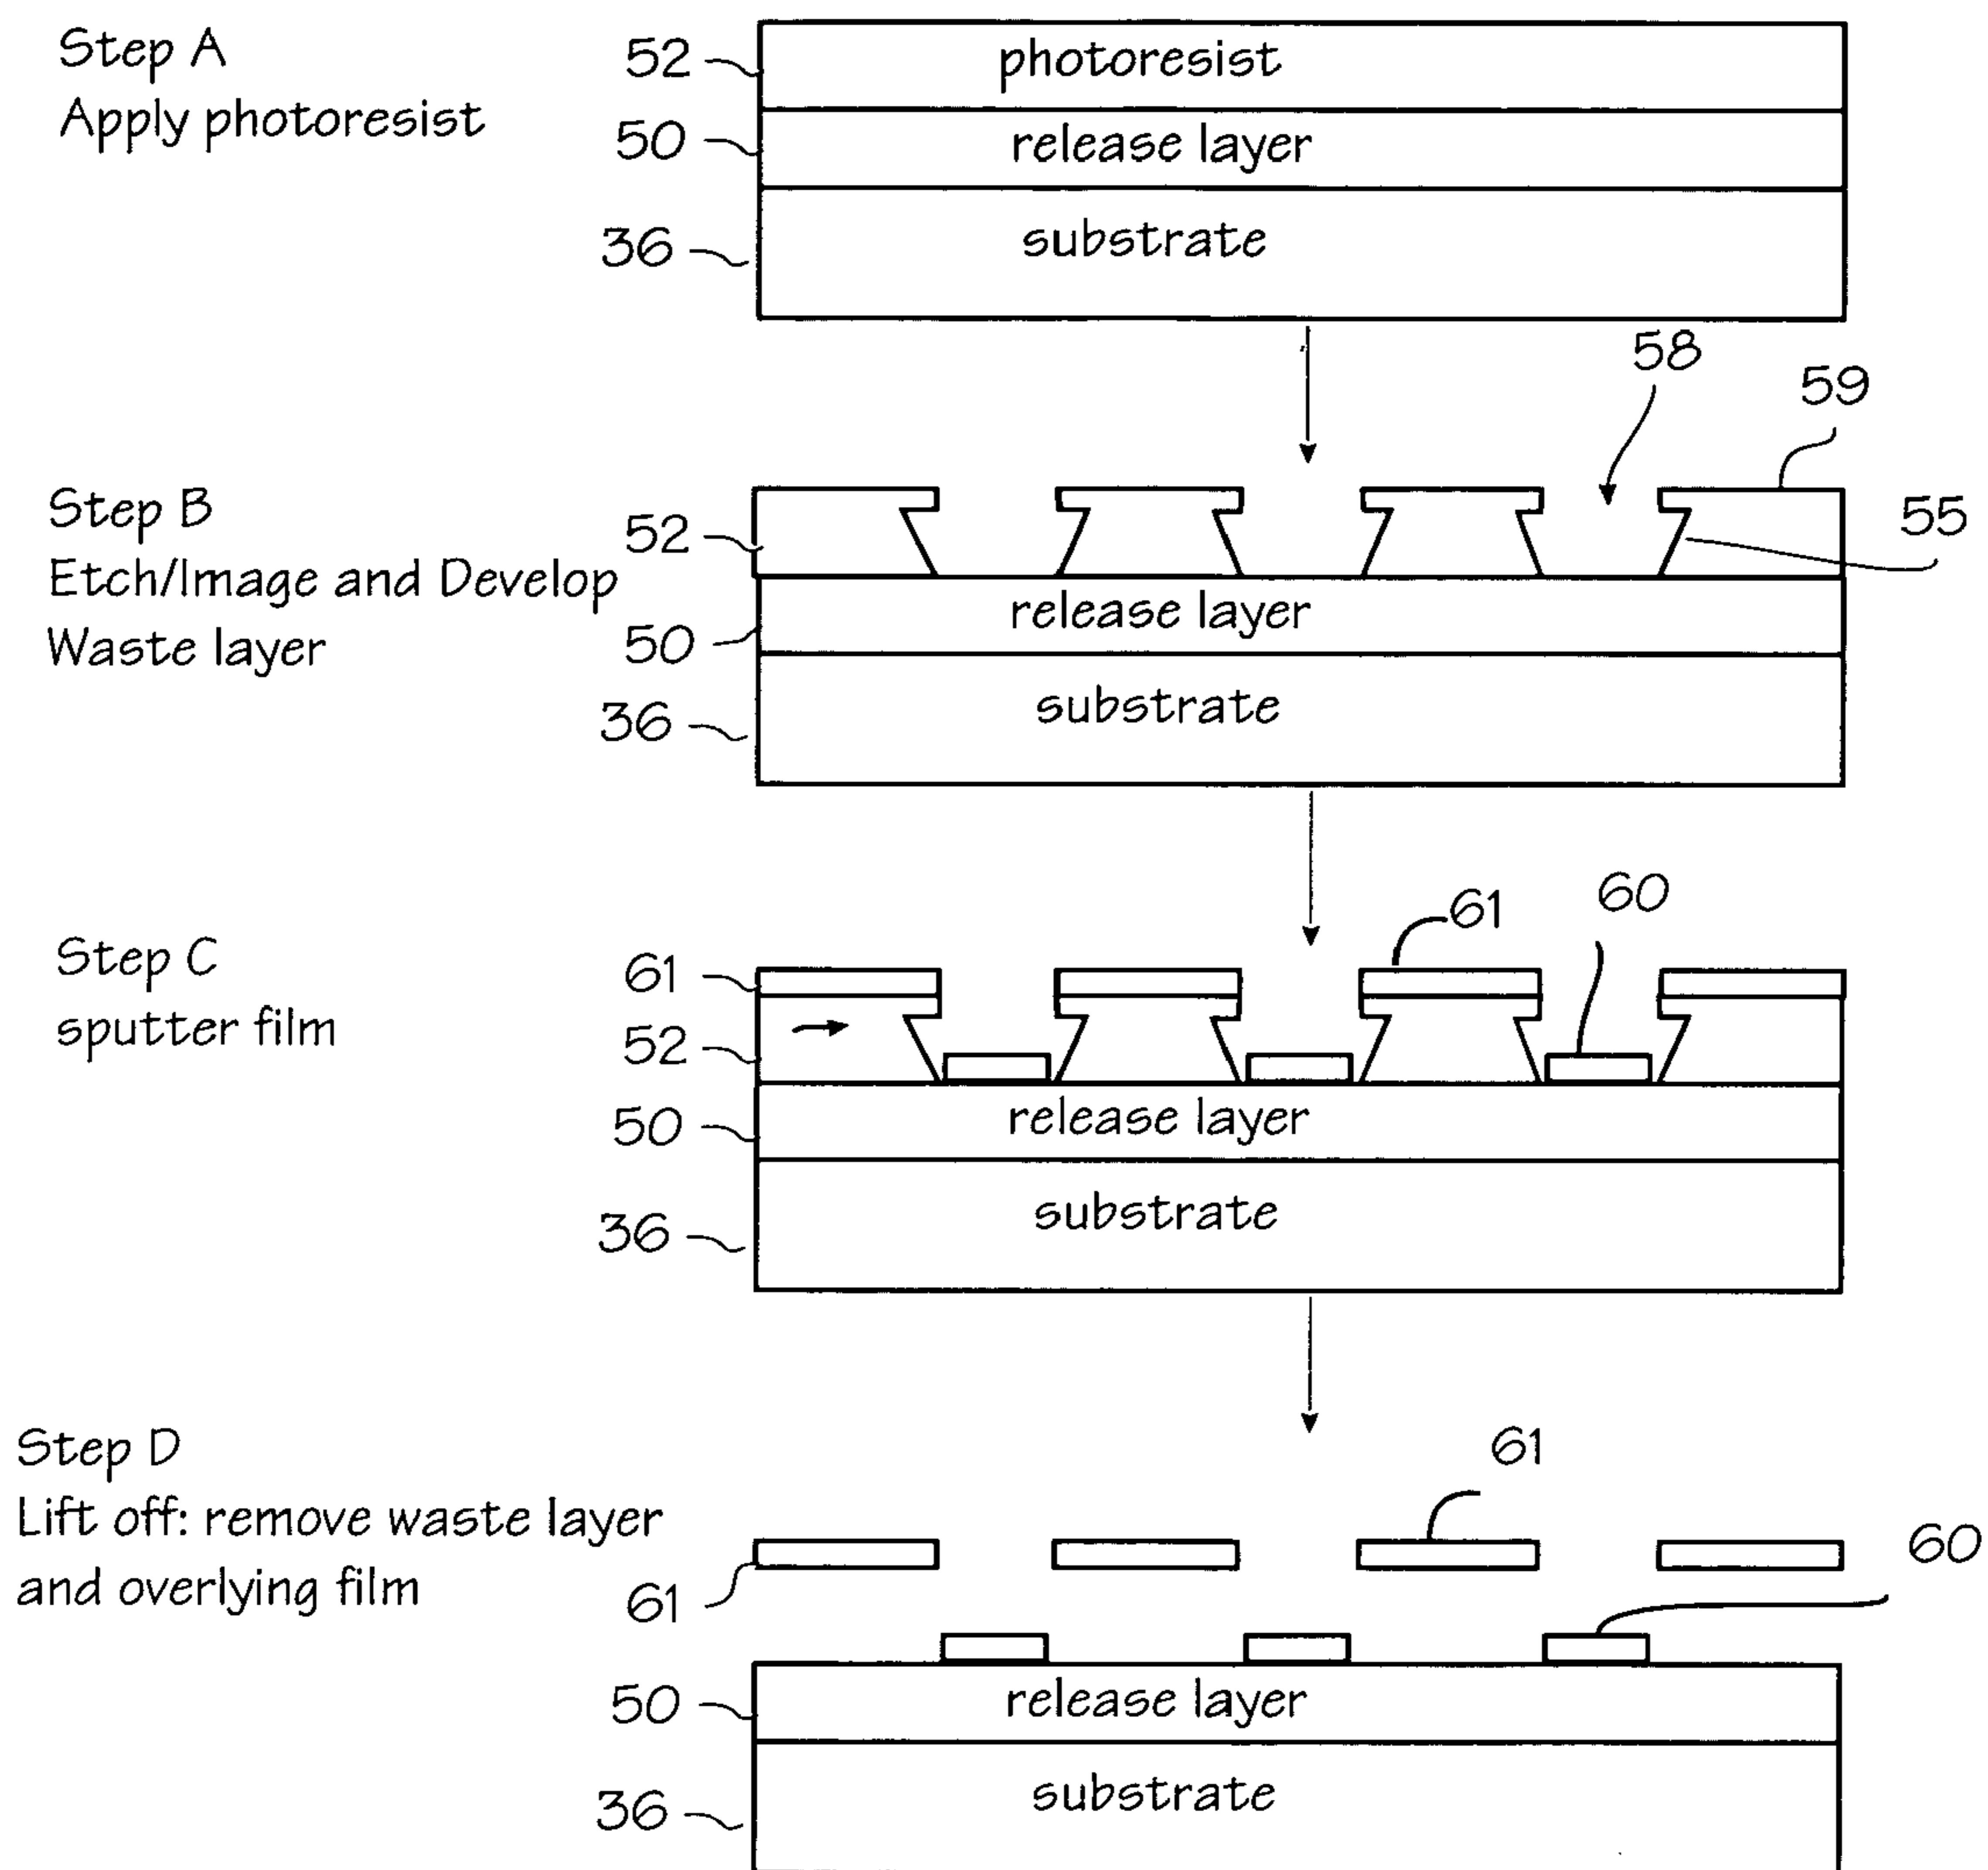 Step A
Apply photoresist
52
photoresist
50
release layer
36
substrate
58
59
55
Step B
Etch/Image and Develop
Waste layer
52
50
release layer
36
substrate
61
60
Step C
sputter film
61
52
50
release layer
36
substrate
Step D
Lift off: remove waste layer
and overlying film
61
60
61
50
release layer
36
substrate